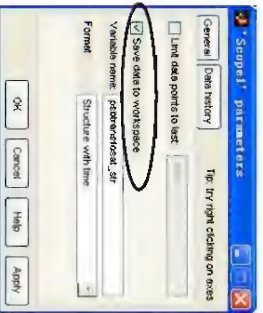 'Scope1' parameters
General Data history Tip: try right clicking on axes
Limit data points to last:
Save data to workspace
Variable name:
Format: Structure with time
OK Cancel Help Apply